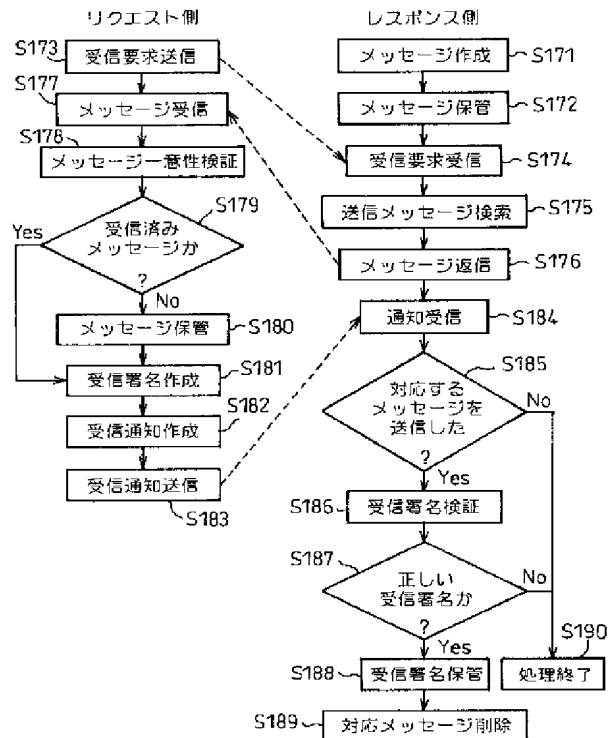 リクエスト側
S173
受信要求送信
S177
メッセージ受信
S178
メッセージ一意性検証
S179
受信済み
メッセージか
?
Yes
No
メッセージ保管
S180
受信署名作成
S181
S182
受信通知作成
受信通知送信
S183
レスポンス側
メッセージ作成
S171
メッセージ保管
S172
受信要求受信
S174
送信メッセージ検索
S175
メッセージ返信
S176
通知受信
S184
S185
対応する
メッセージを
送信した
?
No
Yes
S186
受信署名検証
S187
正しい
受信署名か
?
No
Yes
S188
受信署名保管
S190
処理終了
S189
対応メッセージ削除